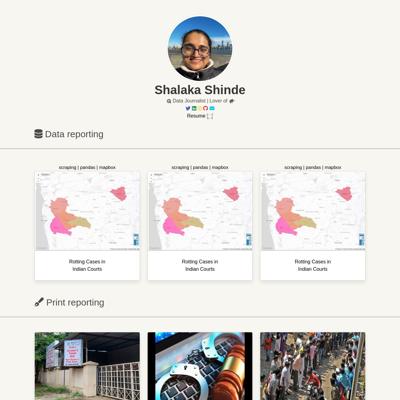 Shalaka Shinde
Data Journalist | Lover of
Resume
Data reporting
scraping | pandas | mapbox
scraping | pandas | mapbox
scraping | pandas | mapbox
Rotting Cases in
Indian Courts
Rotting Cases in
Indian Courts
Rotting Cases in
Indian Courts
Print reporting